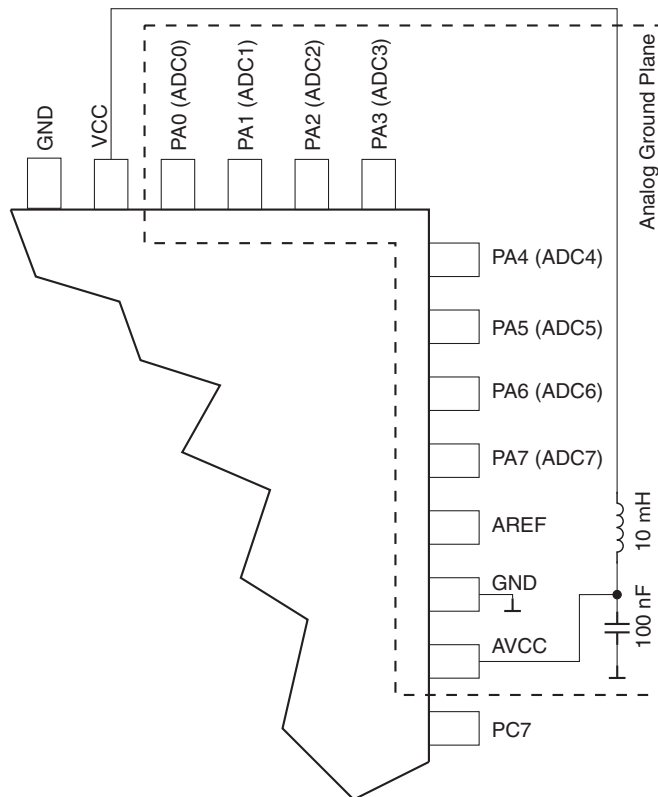 GND
VCC
PA0 (ADC0)
PA1 (ADC1)
PA2 (ADC2)
PA3 (ADC3)
Analog Ground Plane
PA4 (ADC4)
PA5 (ADC5)
PA6 (ADC6)
PA7 (ADC7)
AREF
10 mH
GND
AVCC
100 nF
PC7